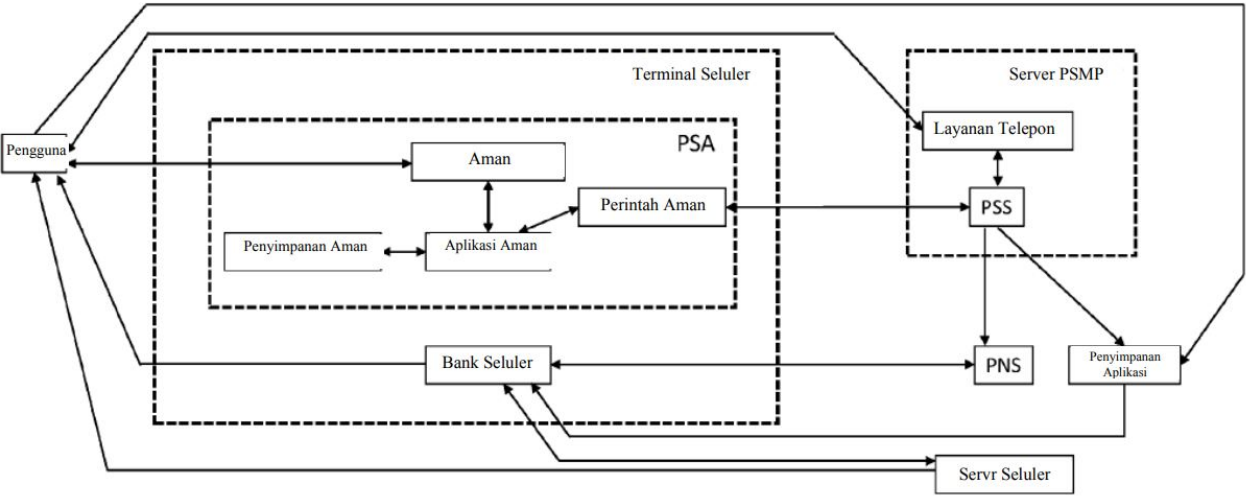 Terminal Seluler
Server PSMP
Layanan Telepon
Pengguna
PSA
Aman
Perintah Aman
PSS
Penyimpanan Aman
Aplikasi Aman
Bank Seluler
PNS
Penyimpanan
Aplikasi
Servr Seluler